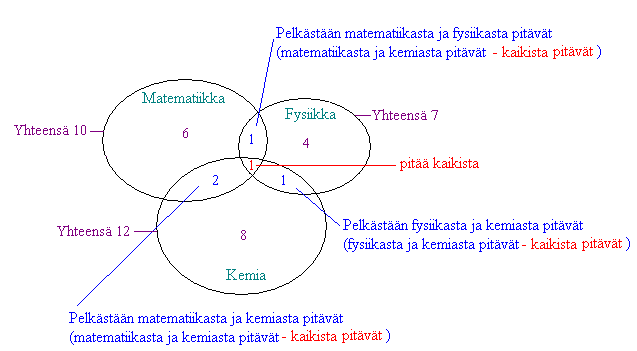 Pelkästään matematiikasta ja fysiikasta pitävät
(matematiikasta ja kemiasta pitävät - kaikista pitävät )
Matematiikka
Fysiikka
Yhteensä 7
Yhteensä 10
6
1
4
1
pitää kaikista
2
1
Pelkästään fysiikasta ja kemiasta pitävät
(fysiikasta ja kemiasta pitävät - kaikista pitävät )
Yhteensä 12
8
Kemia
Pelkästään matematiikasta ja kemiasta pitävät
(matematiikasta ja kemiasta pitävät - kaikista pitävät )